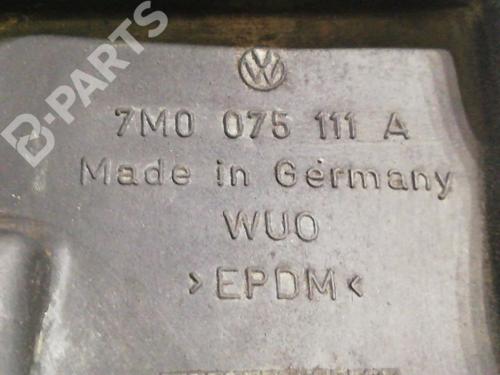 B-PARTS
7M0 075 111 A
Made in Germany
WUO
>EPDM<